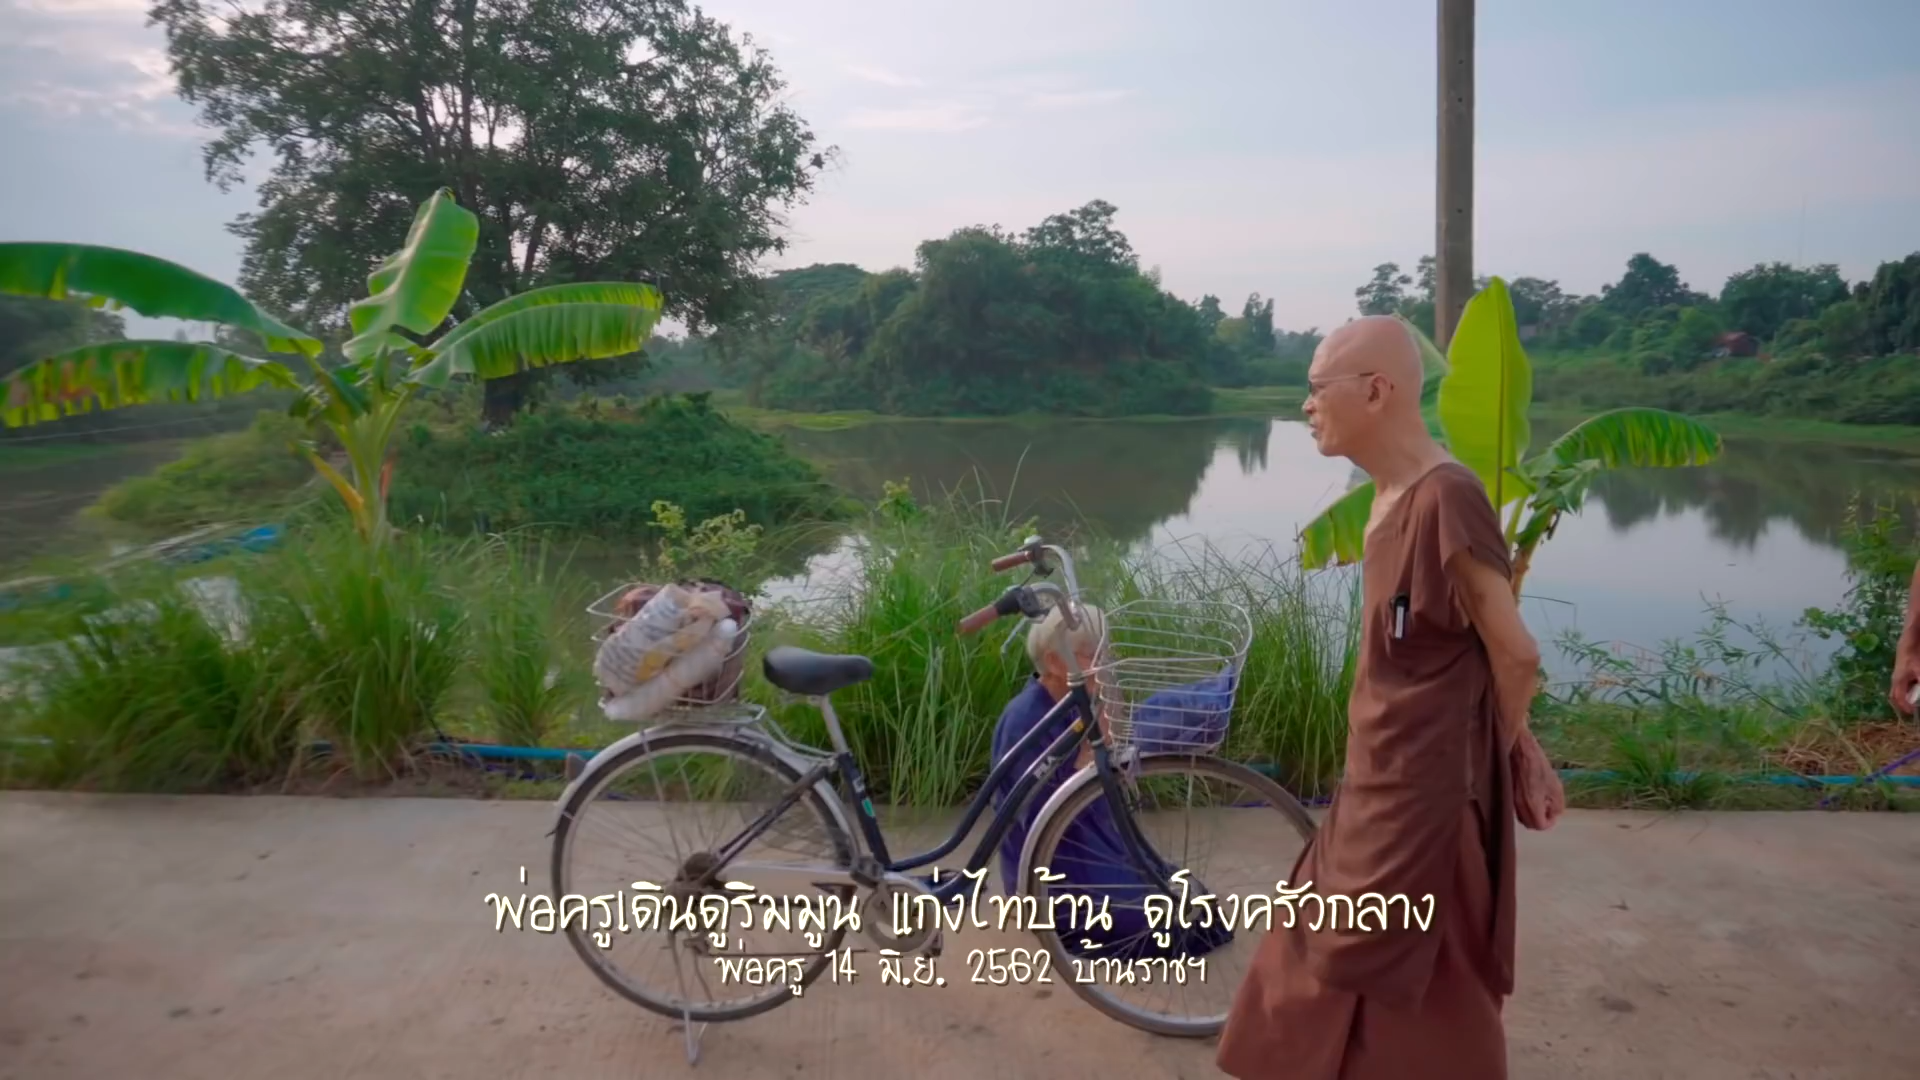 พ่อครูเดินดูริมมูน แก่งไทบ้าน ดูโรงครัวกลาง
พ่อครู 14 มิ.ย. 2562 บ้านราชฯ